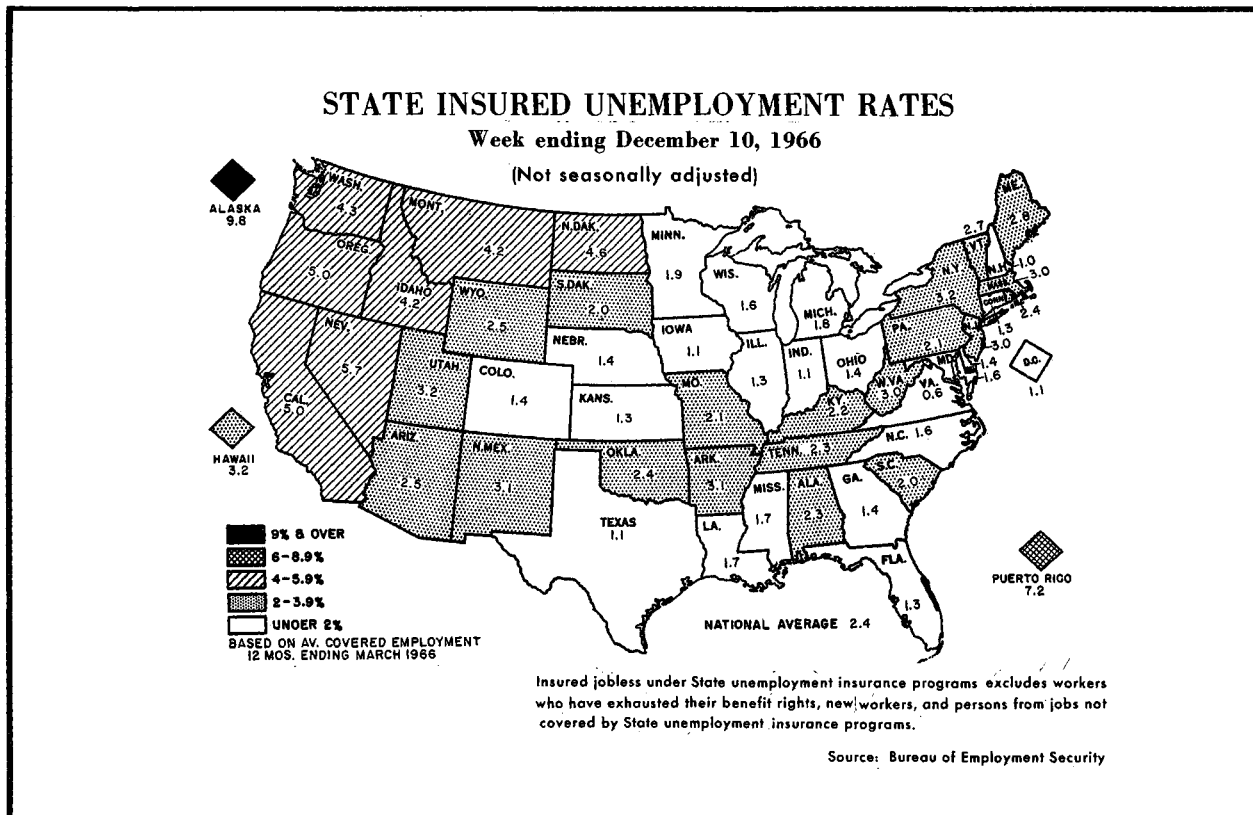 STATE INSURED UNEMPLOYMENT RATES
Week ending December 10, 1966
(Not seasonally adjusted)
ALASKA
9.8
HAWAII
3.2
WASH.
4.3
OREG.
5.0
CAL.
5.0
NEV.
5.7
IDAHO
4.2
MONT.
4.2
WYO.
2.5
UTAH
3.2
ARIZ.
COLO.
1.4
N.MEX.
3.1
N.DAK.
4.6
S.DAK.
2.0
NEBR.
1.4
KANS.
1.3
OKLA.
2.4
TEXAS
1.1
MINN.
1.9
IOWA
1.1
MO.
2.1
ARK.
3.1
LA.
1.7
WIS.
1.6
ILL.
1.3
MICH.
1.8
IND.
1.1
OHIO
1.4
KY.
2.2
TENN. 2.3
MISS.
1.7
ALA.
2.3
GA.
1.4
FLA.
1.3
S.C.
2.0
N.C. 1.6
VA.
0.6
W.VA.
3.0
PA.
2.1
N.Y.
ME.
2.8
2.7
VT.
N.H.
1.0
MASS.
3.0
CONN.
2.4
1.3
N.J.
3.0
1.4
MD.
1.6
D.C.
1.1
PUERTO RICO
7.2
9% & OVER
6-8.9%
4-5.9%
2-3.9%
UNDER 2%
BASED ON AV. COVERED EMPLOYMENT
12 MOS. ENDING MARCH 1966
NATIONAL AVERAGE 2.4
Insured jobless under State unemployment insurance programs excludes workers
who have exhausted their benefit rights, new workers, and persons from jobs not
covered by State unemployment insurance programs.
Source: Bureau of Employment Security